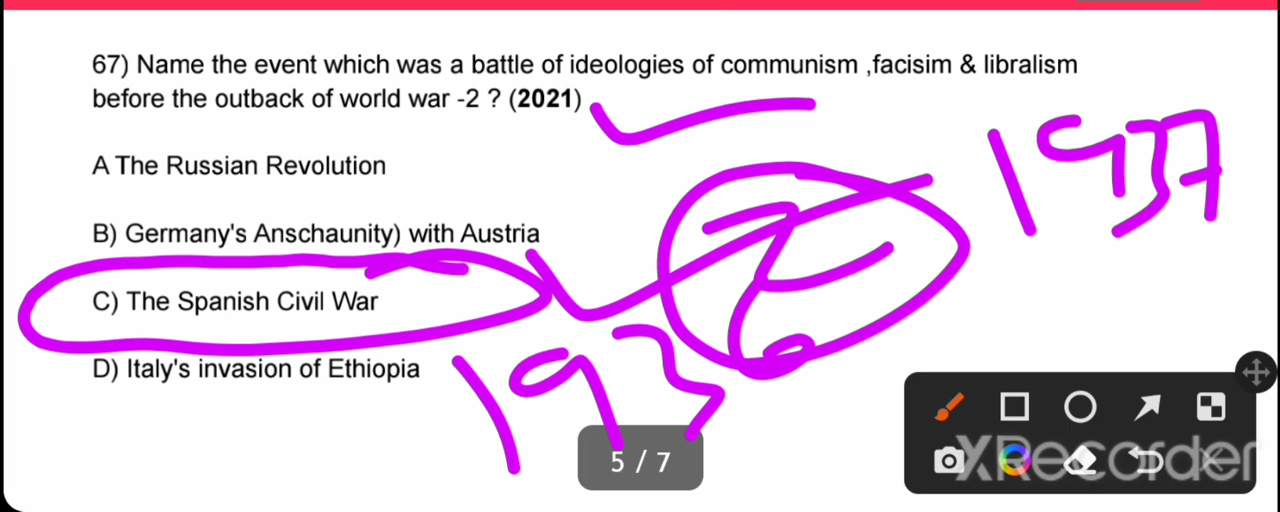 67) Name the event which was a battle of ideologies of communism ,facisim & libralism
before the outback of world war -2 ? (2021)
A The Russian Revolution
B) Germany's Anschaunity) with Austria
C) The Spanish Civil War
D) Italy's invasion of Ethiopia
1937
193
5 / 7
XRecorder